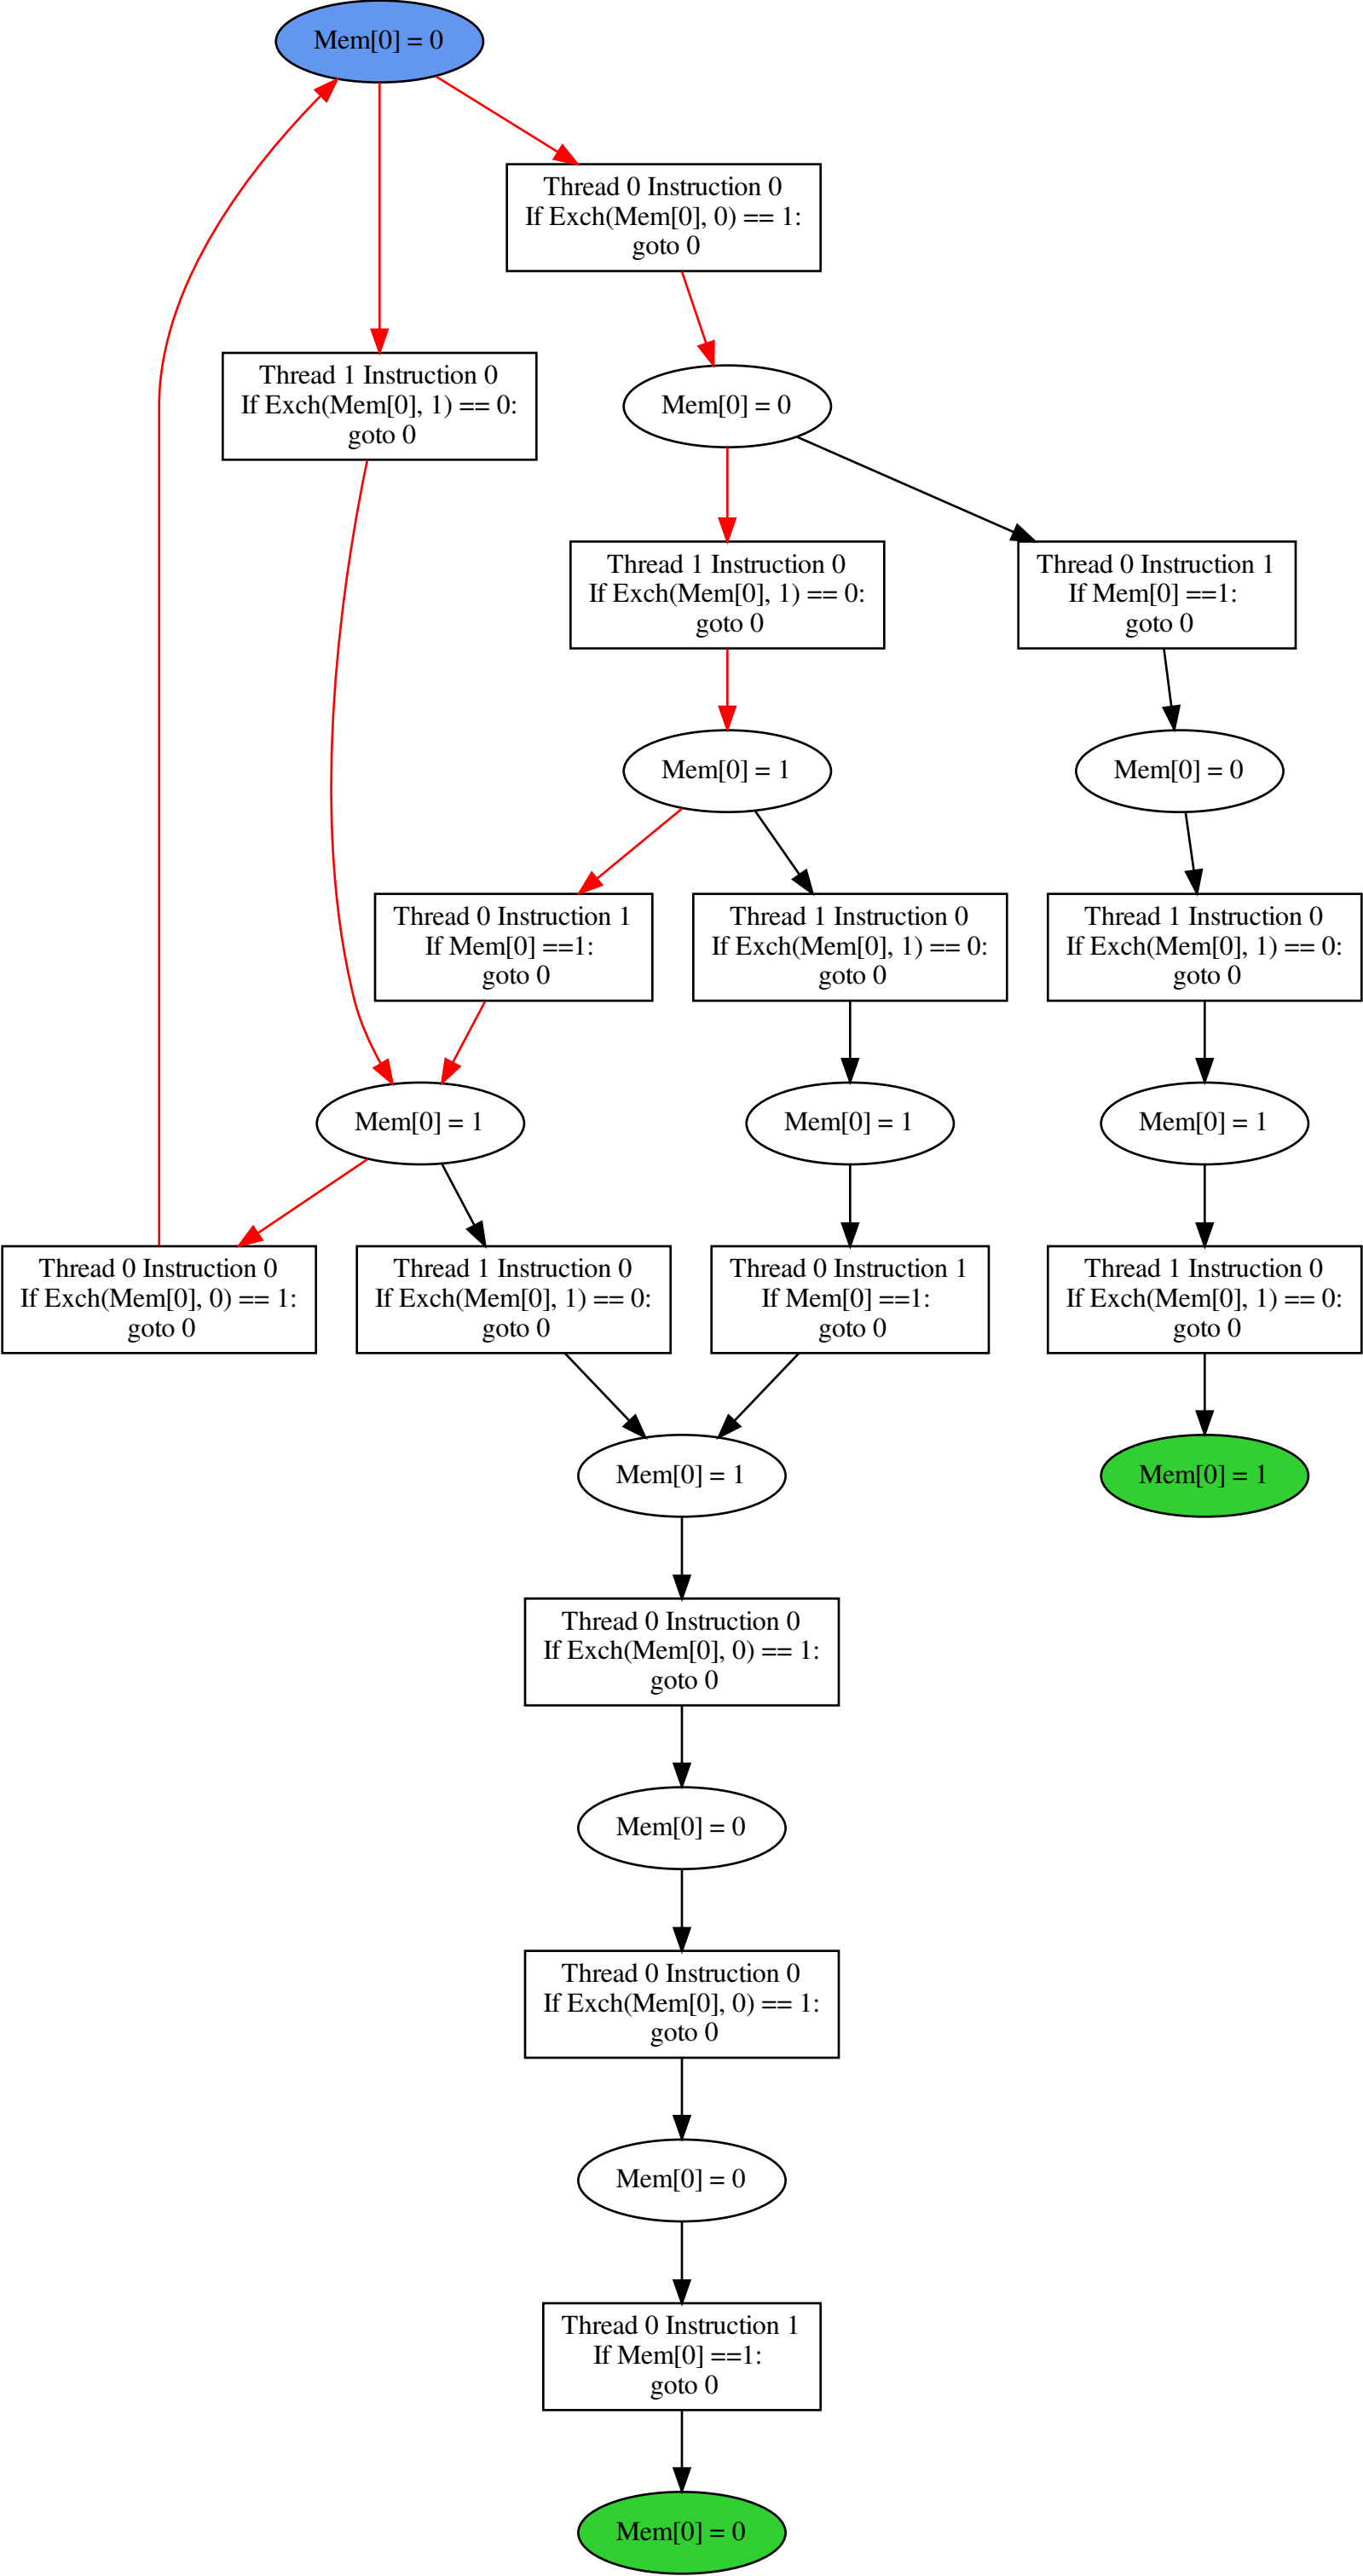 Mem[0] = 0
Thread 0 Instruction 0
If Exch(Mem[0], 0) == 1:
goto 0
Thread 1 Instruction 0
If Exch(Mem[0], 1) == 0:
goto 0
Mem[0] = 0
Thread 1 Instruction 0
If Exch(Mem[0], 1) == 0:
goto 0
Thread 0 Instruction 1
If Mem[0] ==1:
goto 0
Mem[0] = 1
Mem[0] = 0
Thread 0 Instruction 1
If Mem[0] ==1:
goto 0
Thread 1 Instruction 0
If Exch(Mem[0], 1) == 0:
goto 0
Thread 1 Instruction 0
If Exch(Mem[0], 1) == 0:
goto 0
Mem[0] = 1
Mem[0] = 1
Mem[0] = 1
Thread 0 Instruction 0
If Exch(Mem[0], 0) == 1:
goto 0
Thread 1 Instruction 0
If Exch(Mem[0], 1) == 0:
goto 0
Thread 0 Instruction 1
If Mem[0] ==1:
goto 0
Thread 1 Instruction 0
If Exch(Mem[0], 1) == 0:
goto 0
Mem[0] = 1
Mem[0] = 1
Thread 0 Instruction 0
If Exch(Mem[0], 0) == 1:
goto 0
Mem[0] = 0
Thread 0 Instruction 0
If Exch(Mem[0], 0) == 1:
goto 0
Mem[0] = 0
Thread 0 Instruction 1
If Mem[0] ==1:
goto 0
Mem[0] = 0